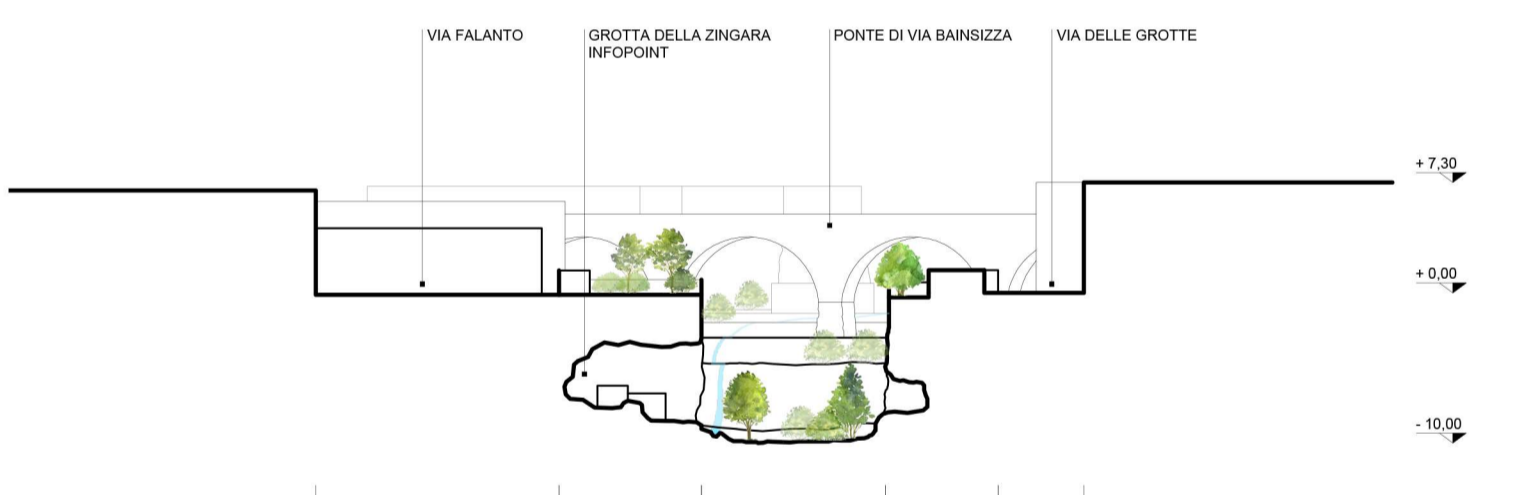 VIA FALANTO
GROTTA DELLA ZINGARA
INFOPOINT
PONTE DI VIA BAINSIZZA
VIA DELLE GROTTE
+ 7,30
+ 0,00
- 10,00